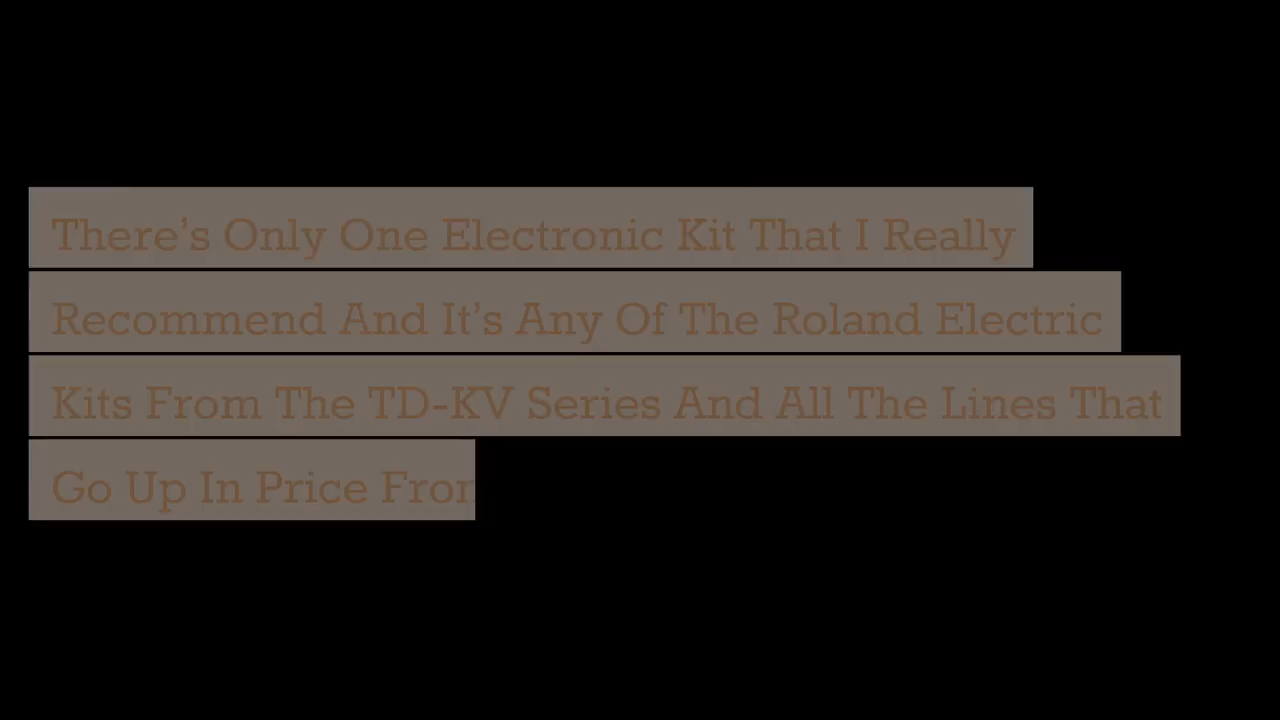 There’s Only One Electronic Kit That I Really
Recommend And It’s Any Of The Roland Electric
Kits From The TD-KV Series And All The Lines That
Go Up In Price